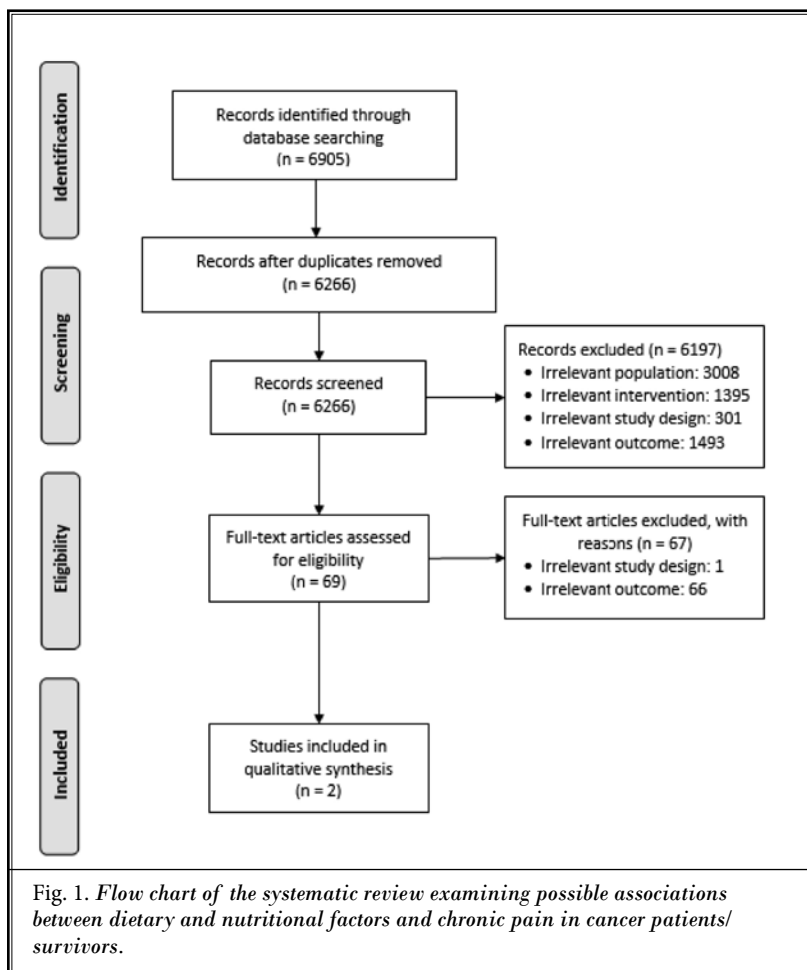 Identification
Records identified through
database searching
(n = 6905)
Records after duplicates removed
(n = 6266)
Screening
Records screened
(n = 6266)
Records excluded (n = 6197)
• Irrelevant population: 3008
• Irrelevant intervention: 1395
• Irrelevant study design: 301
• Irrelevant outcome: 1493
Eligibility
Full-text articles assessed
for eligibility
(n = 69)
Full-text articles excluded, with
reasons (n = 67)
• Irrelevant study design: 1
• Irrelevant outcome: 66
Included
Studies included in
qualitative synthesis
(n = 2)
Fig. 1. Flow chart of the systematic review examining possible associations
between dietary and nutritional factors and chronic pain in cancer patients/
survivors.